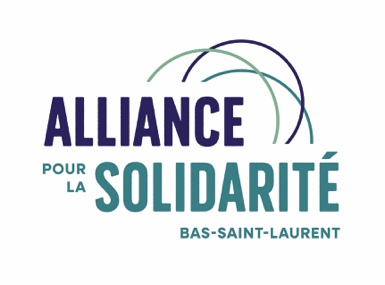 ALLIANCE
POUR LA SOLIDARITÉ
BAS-SAINT-LAURENT